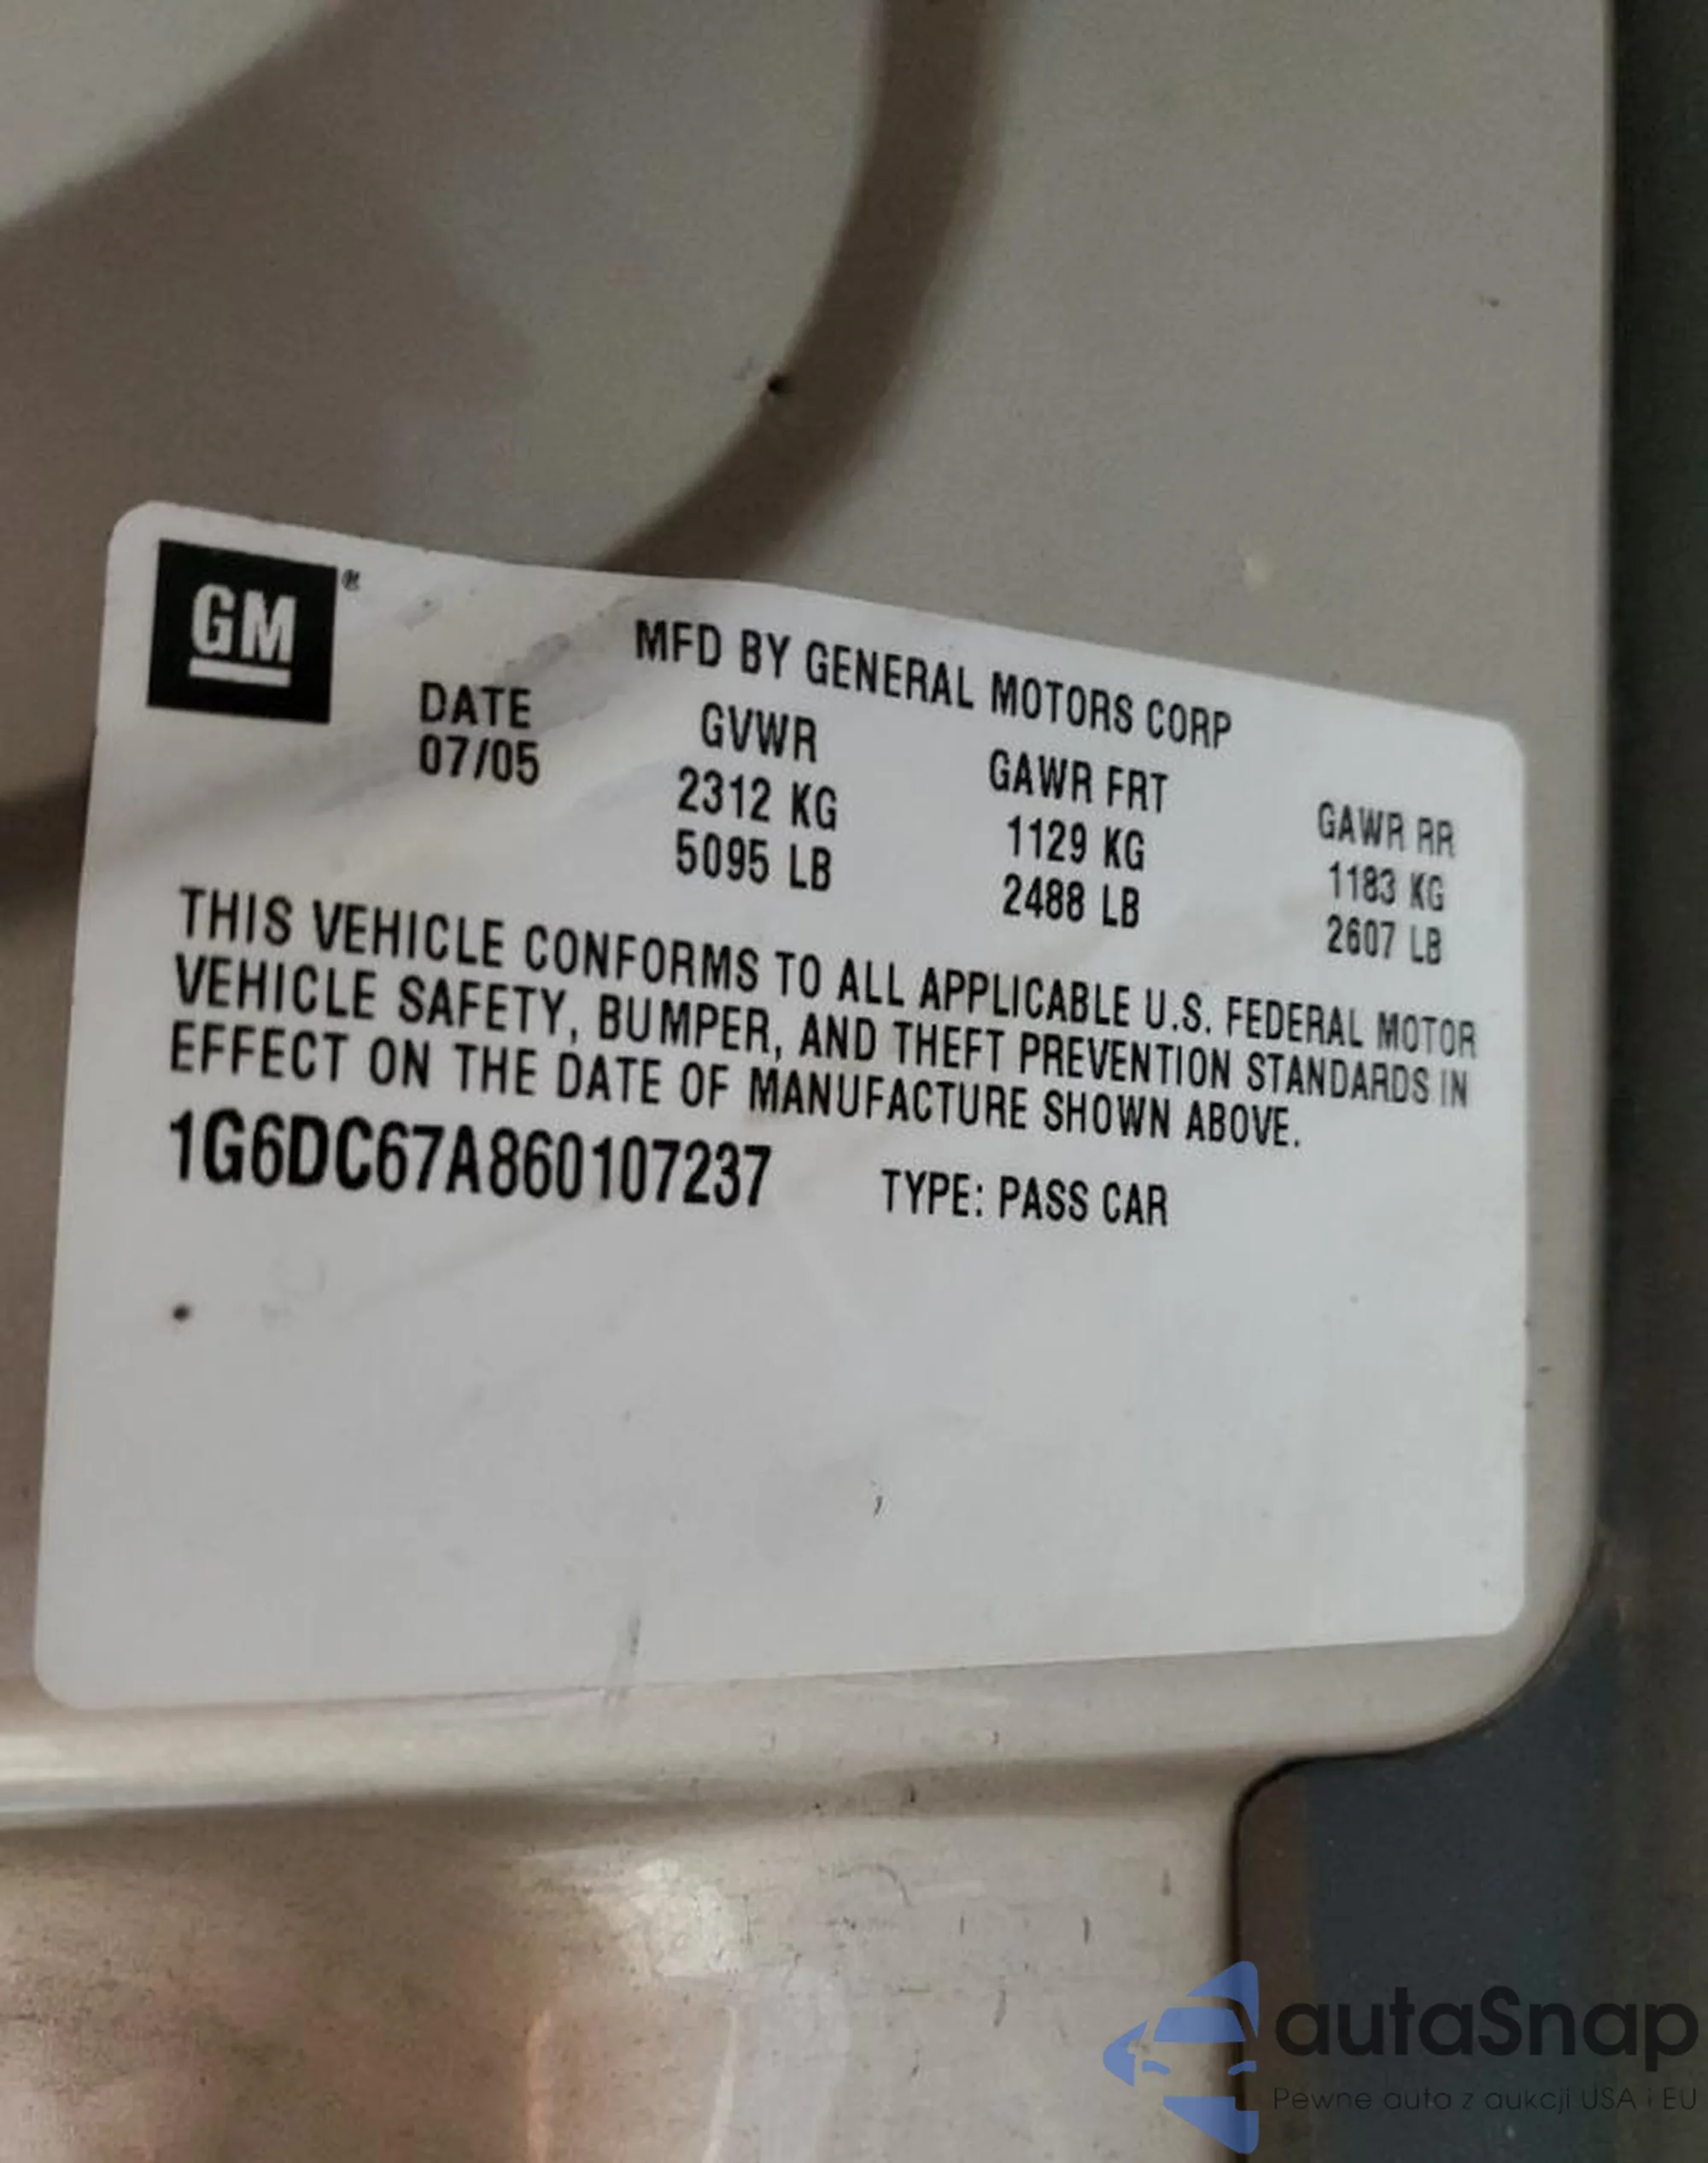 GM®
MFD BY GENERAL MOTORS CORP
DATE GVWR GAWR FRT GAWR RR
07/05 2312 KG 1129 KG 1183 KG
5095 LB 2488 LB 2607 LB
THIS VEHICLE CONFORMS TO ALL APPLICABLE U.S. FEDERAL MOTOR
VEHICLE SAFETY, BUMPER, AND THEFT PREVENTION STANDARDS IN
EFFECT ON THE DATE OF MANUFACTURE SHOWN ABOVE.
1G6DC67A860107237 TYPE: PASS CAR
autaSnap
Pewne auta z aukcji USA i EU